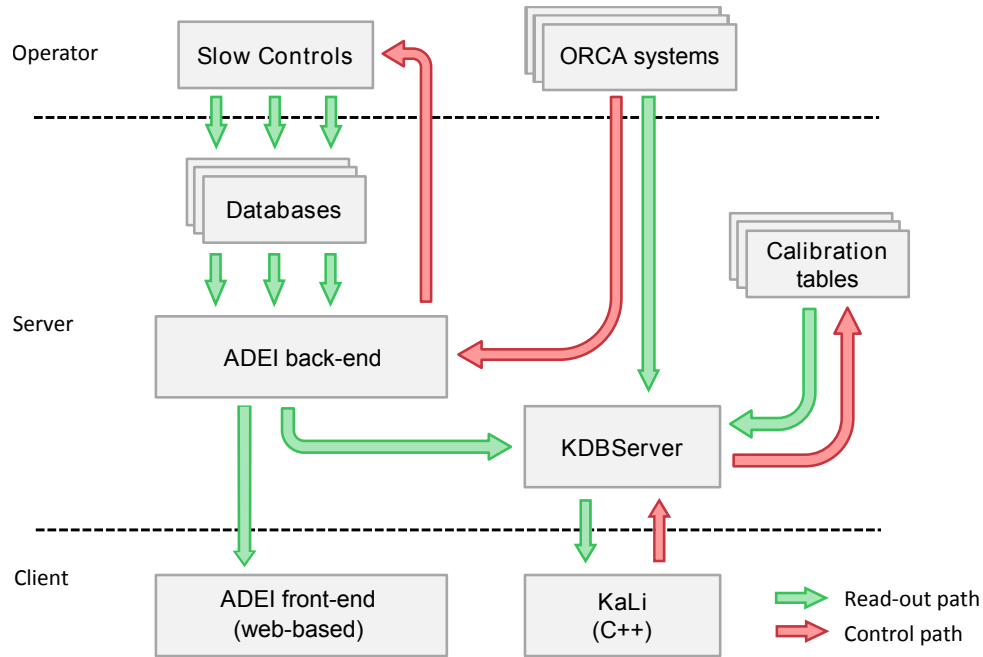 Operator
Slow Controls
ORCA systems
Databases
Calibration
tables
Server
ADEI back-end
KDBServer
Client
ADEI front-end
(web-based)
KaLi
(C++)
Read-out path
Control path